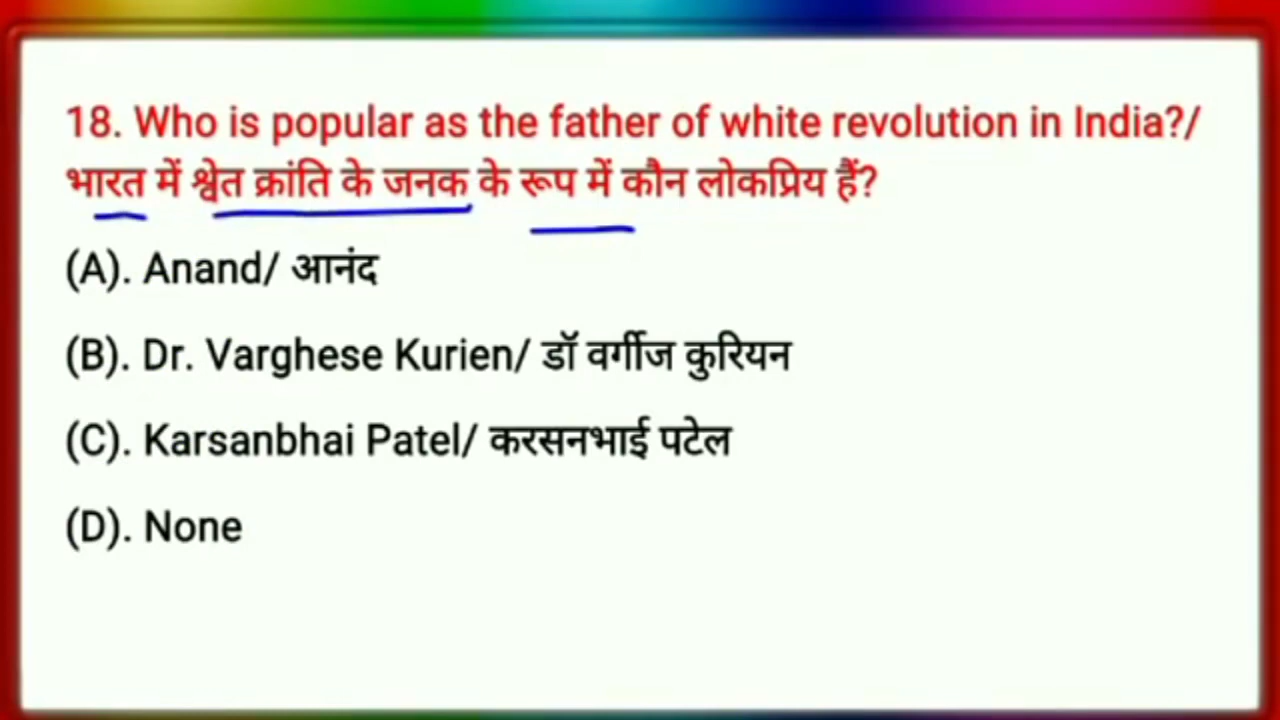 18. Who is popular as the father of white revolution in India?/
भारत में श्वेत क्रांति के जनक के रूप में कौन लोकप्रिय हैं?
(A). Anand/ आनंद
(B). Dr. Varghese Kurien/ डॉ वर्गीज कुरियन
(C). Karsanbhai Patel/ करसनभाई पटेल
(D). None